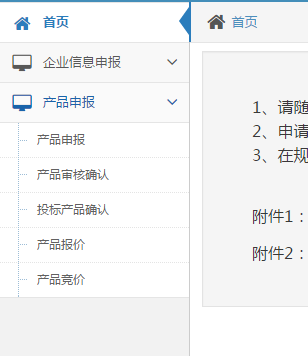 首页
企业信息申报
产品申报
产品申报
产品审核确认
投标产品确认
产品报价
产品竞价
首页
1、请随
2、申请
3、在规
附件1：
附件2：